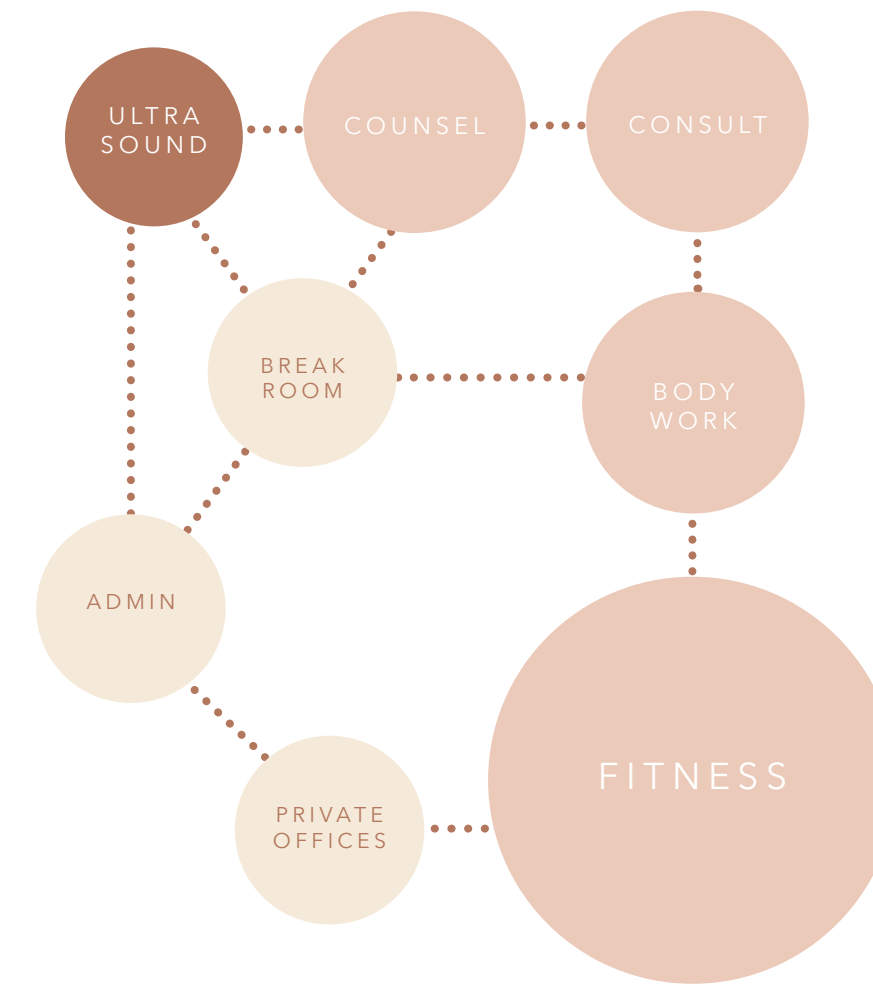 ULTRA
SOUND
COUNSEL
CONSULT
BREAK
ROOM
BODY
WORK
ADMIN
FITNESS
PRIVATE
OFFICES